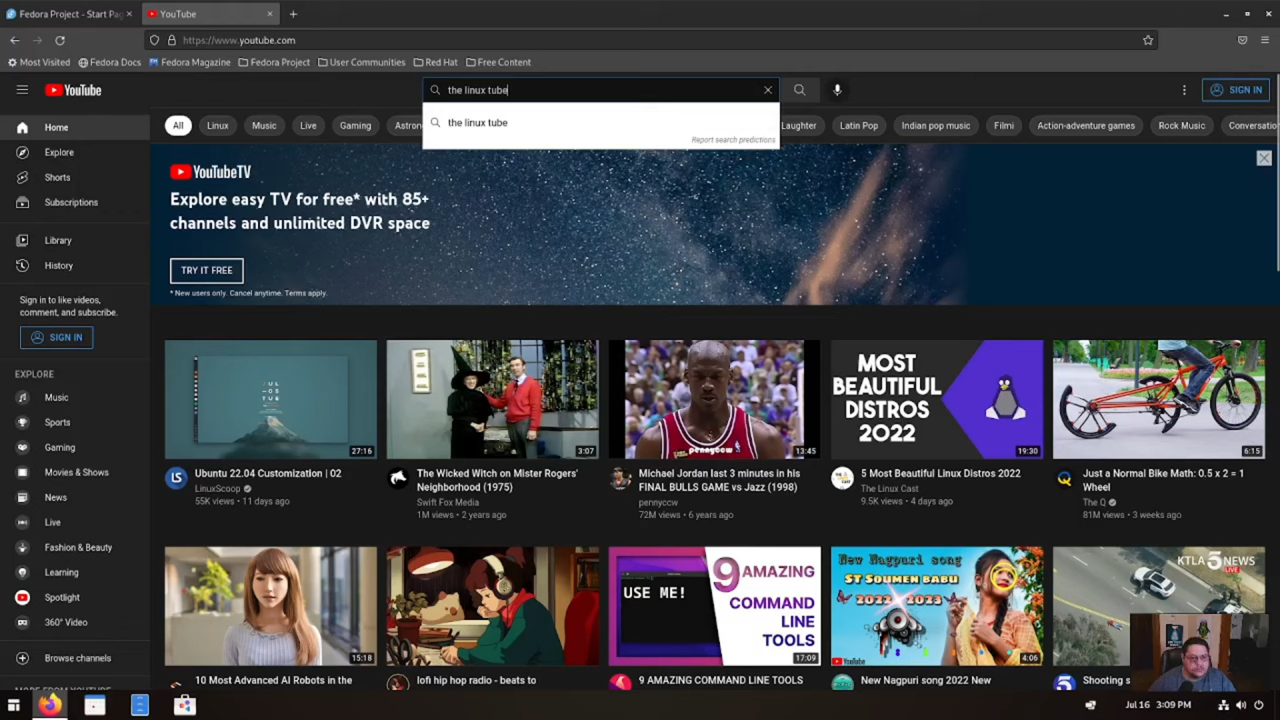 Fedora Project - Start Pag
YouTube
https://www.youtube.com
Most Visited
Fedora Docs
Fedora Magazine
Fedora Project
User Communities
Red Hat
Free Content
YouTube
the linux tube
SIGN IN
the linux tube
Report search predictions
All
Linux
Music
Live
Gaming
Astron
Laughter
Latin Pop
Indian pop music
Filmi
Action-adventure games
Rock Music
Conversatio
Home
Explore
Shorts
Subscriptions
Library
History
Sign in to like videos,
comment, and subscribe.
SIGN IN
EXPLORE
Music
Sports
Gaming
Movies & Shows
News
Live
Fashion & Beauty
Learning
Spotlight
360° Video
Browse channels
MORE FROM YOUTUBE
YouTubeTV
Explore easy TV for free* with 85+
channels and unlimited DVR space
TRY IT FREE
* New users only. Cancel anytime. Terms apply.
27:16
LS
Ubuntu 22.04 Customization | 02
LinuxScoop
55K views • 11 days ago
3:07
The Wicked Witch on Mister Rogers'
Neighborhood (1975)
Swift Fox Media
1M views • 2 years ago
pennyccw
13:45
Michael Jordan last 3 minutes in his
FINAL BULLS GAME vs Jazz (1998)
pennyccw
72M views • 6 years ago
MOST
BEAUTIFUL
DISTROS
2022
19:30
5 Most Beautiful Linux Distros 2022
The Linux Cast
9.5K views • 4 days ago
6:15
Just a Normal Bike Math: 0.5 x 2 = 1
Wheel
The Q
81M views • 3 weeks ago
15:18
10 Most Advanced AI Robots in the
lofi hip hop radio - beats to
USE ME!
9 AMAZING
COMMAND
LINE
TOOLS
17:09
9 AMAZING COMMAND LINE TOOLS
New Nagpuri song
ST SOUMEN BABU
2022 - 2023
YouTube
4:06
New Nagpuri song 2022 New
KTLA 5 NEWS
LIVE
5
Shooting s
Jul 16 3:09 PM